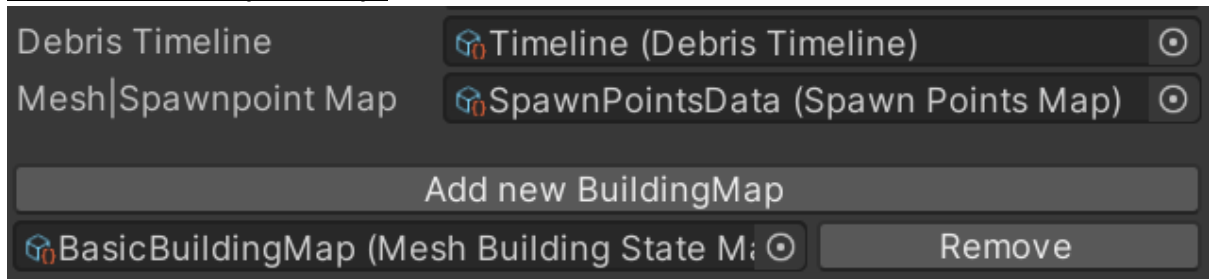 Debris Timeline Timeline (Debris Timeline)
Mesh|Spawnpoint Map SpawnPointsData (Spawn Points Map)
Add new BuildingMap
BasicBuildingMap (Mesh Building State Ma Remove